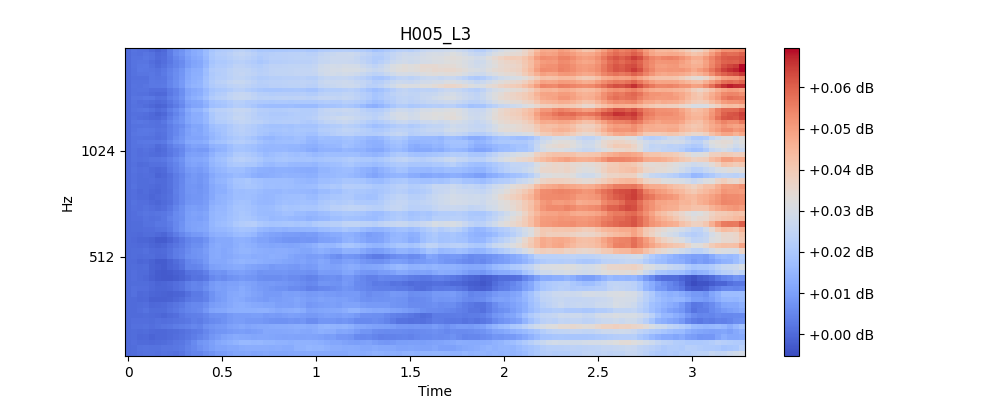 H005_L3
Hz
1024
512
0
0.5
1
1.5
2
2.5
3
Time
+0.06 dB
+0.05 dB
+0.04 dB
+0.03 dB
+0.02 dB
+0.01 dB
+0.00 dB